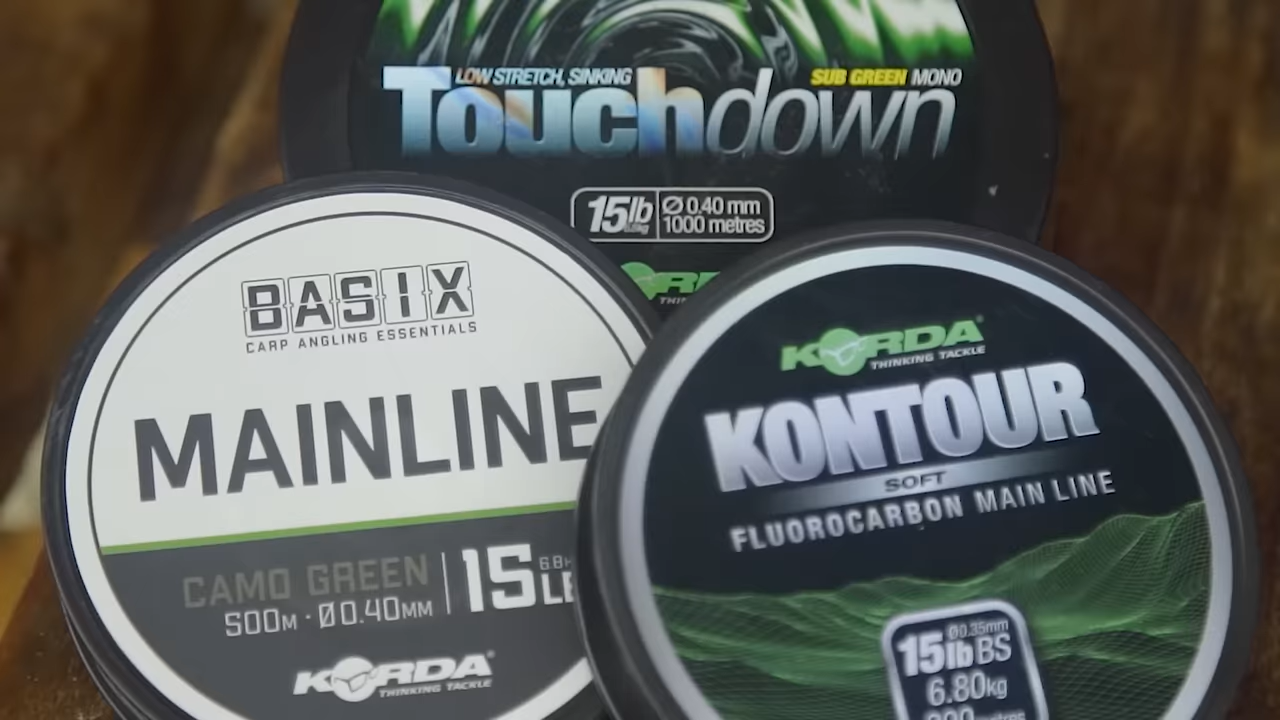 LOW STRETCH, SINKING SUB GREEN MONO
Touchdown
15lb Ø 0.40 mm
1000 metres
BASIX
CARP ANGLING ESSENTIALS
MAINLINE
CAMO GREEN
500M · Ø0.40MM
15
KORDA
THINKING TACKLE
KORDA
THINKING TACKLE
KONTOUR
SOFT
FLUOROCARBON MAIN LINE
Ø0.35mm
15lb BS
6.80kg